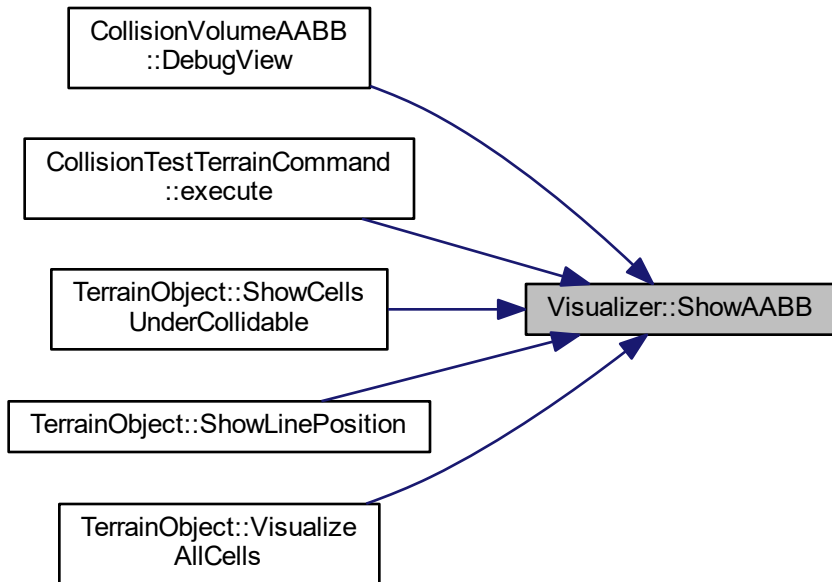 CollisionVolumeAABB
::DebugView
CollisionTestTerrainCommand
::execute
TerrainObject::ShowCells
UnderCollidable
Visualizer::ShowAABB
TerrainObject::ShowLinePosition
TerrainObject::Visualize
AllCells